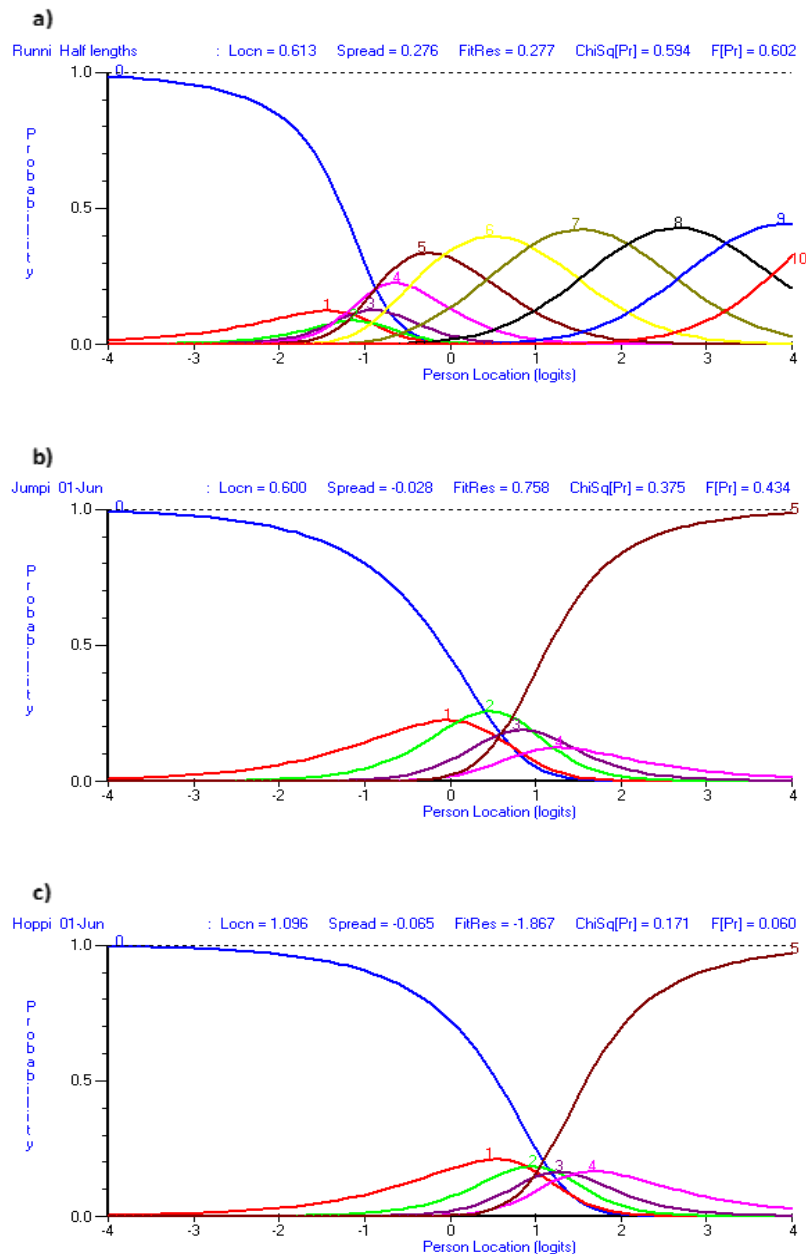 a)
Runni Half lengths : Locn = 0.613 Spread = 0.276 FitRes = 0.277 ChiSq[Pr] = 0.594 F[Pr] = 0.602
1.0
0
Probability
0.5
1
3
4
5
6
7
8
9
10
0.0
-4 -3 -2 -1 0 1 2 3 4
Person Location (logits)
b)
Jumpi 01-Jun : Locn = 0.600 Spread = -0.028 FitRes = 0.758 ChiSq[Pr] = 0.375 F[Pr] = 0.434
1.0
0
5
Probability
0.5
1
2
3
4
0.0
-4 -3 -2 -1 0 1 2 3 4
Person Location (logits)
c)
Hoppi 01-Jun : Locn = 1.096 Spread = -0.065 FitRes = -1.867 ChiSq[Pr] = 0.171 F[Pr] = 0.060
1.0
0
5
Probability
0.5
1
2
3
4
0.0
-4 -3 -2 -1 0 1 2 3 4
Person Location (logits)